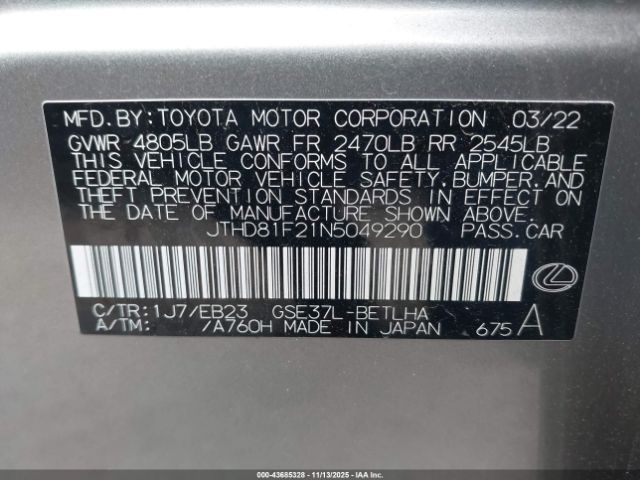 MFD.BY:TOYOTA MOTOR CORPORATION 03/22
GVWR 4805LB GAWR FR 2470LB RR 2545LB
THIS VEHICLE CONFORMS TO ALL APPLICABLE
FEDERAL MOTOR VEHICLE SAFETY,BUMPER,AND
THEFT PREVENTION STANDARDS IN EFFECT ON
THE DATE OF MANUFACTURE SHOWN ABOVE.
JTHD81F21N5049290 PASS.CAR
C/TR:1J7/EB23 GSE37L-BETLHA
A/TM: /A760H MADE IN JAPAN 675 A
000-43685328 - 11/13/2025 - IAAI.COM